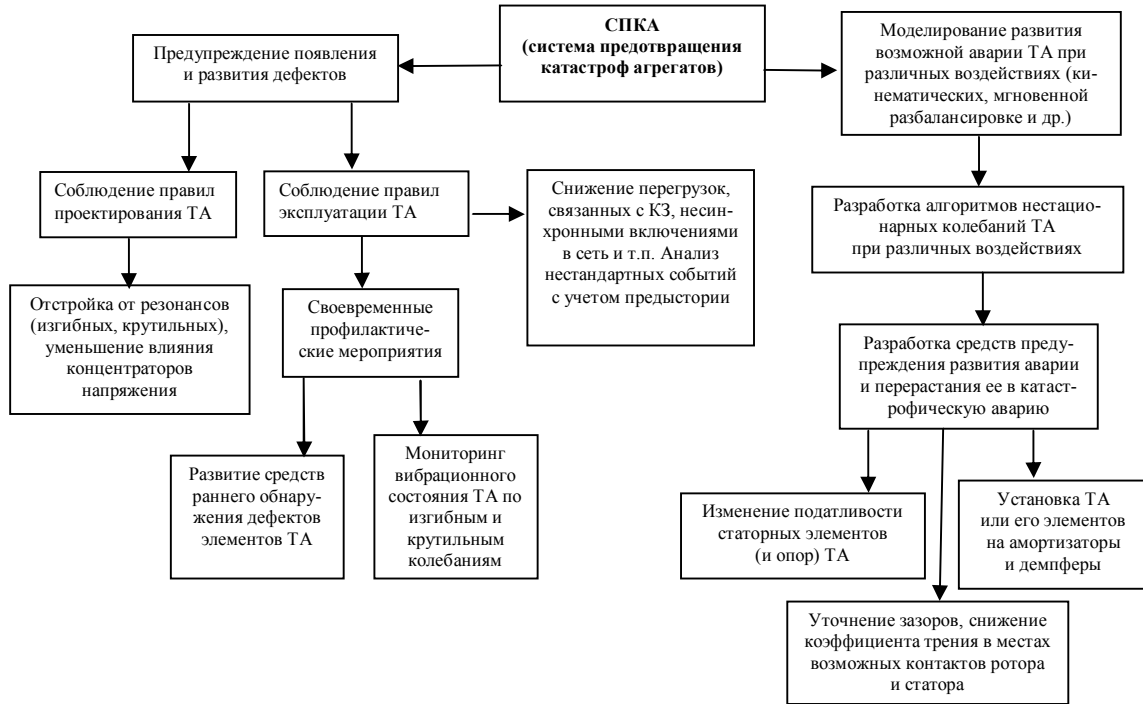 СПКА
(система предотвращения
катастроф агрегатов)
Предупреждение появления
и развития дефектов
Моделирование развития
возможной аварии ТА при
различных воздействиях (ки-
нематических, мгновенной
разбалансировке и др.)
Соблюдение правил
проектирования ТА
Соблюдение правил
эксплуатации ТА
Снижение перегрузок,
связанных с КЗ, несин-
хронными включениями
в сеть и т.п. Анализ
нестандартных событий
с учетом предыстории
Разработка алгоритмов нестацио-
нарных колебаний ТА
при различных воздействиях
Отстройка от резонансов
(изгибных, крутильных),
уменьшение влияния
концентраторов
напряжения
Своевременные
профилактиче-
ские мероприятия
Разработка средств преду-
преждения развития аварии
и перерастания ее в катаст-
рофическую аварию
Развитие средств
раннего обнару-
жения дефектов
элементов ТА
Мониторинг
вибрационного
состояния ТА по
изгибным и
крутильным
колебаниям
Изменение податливости
статорных элементов
(и опор) ТА
Установка ТА
или его элементов
на амортизаторы
и демпферы
Уточнение зазоров, снижение
коэффициента трения в местах
возможных контактов ротора
и статора